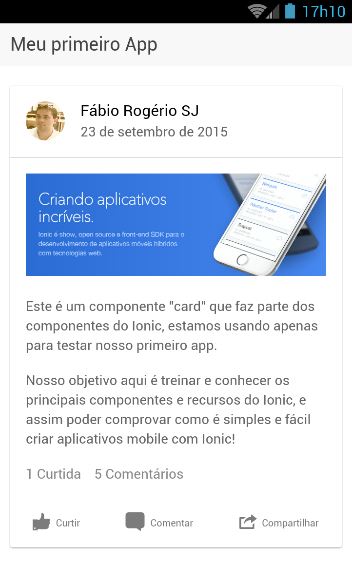 17h10
Meu primeiro App
Fábio Rogério SJ
23 de setembro de 2015
Criando aplicativos
incríveis.
Ionic é show, open source e front-end SDK para o
desenvolvimento de aplicativos móveis híbridos
com tecnologias web.
Este é um componente "card" que faz parte dos
componentes do Ionic, estamos usando apenas
para testar nosso primeiro app.
Nosso objetivo aqui é treinar e conhecer os
principais componentes e recursos do Ionic, e
assim poder comprovar como é simples e fácil
criar aplicativos mobile com Ionic!
1 Curtida 5 Comentários
Curtir Comentar Compartilhar